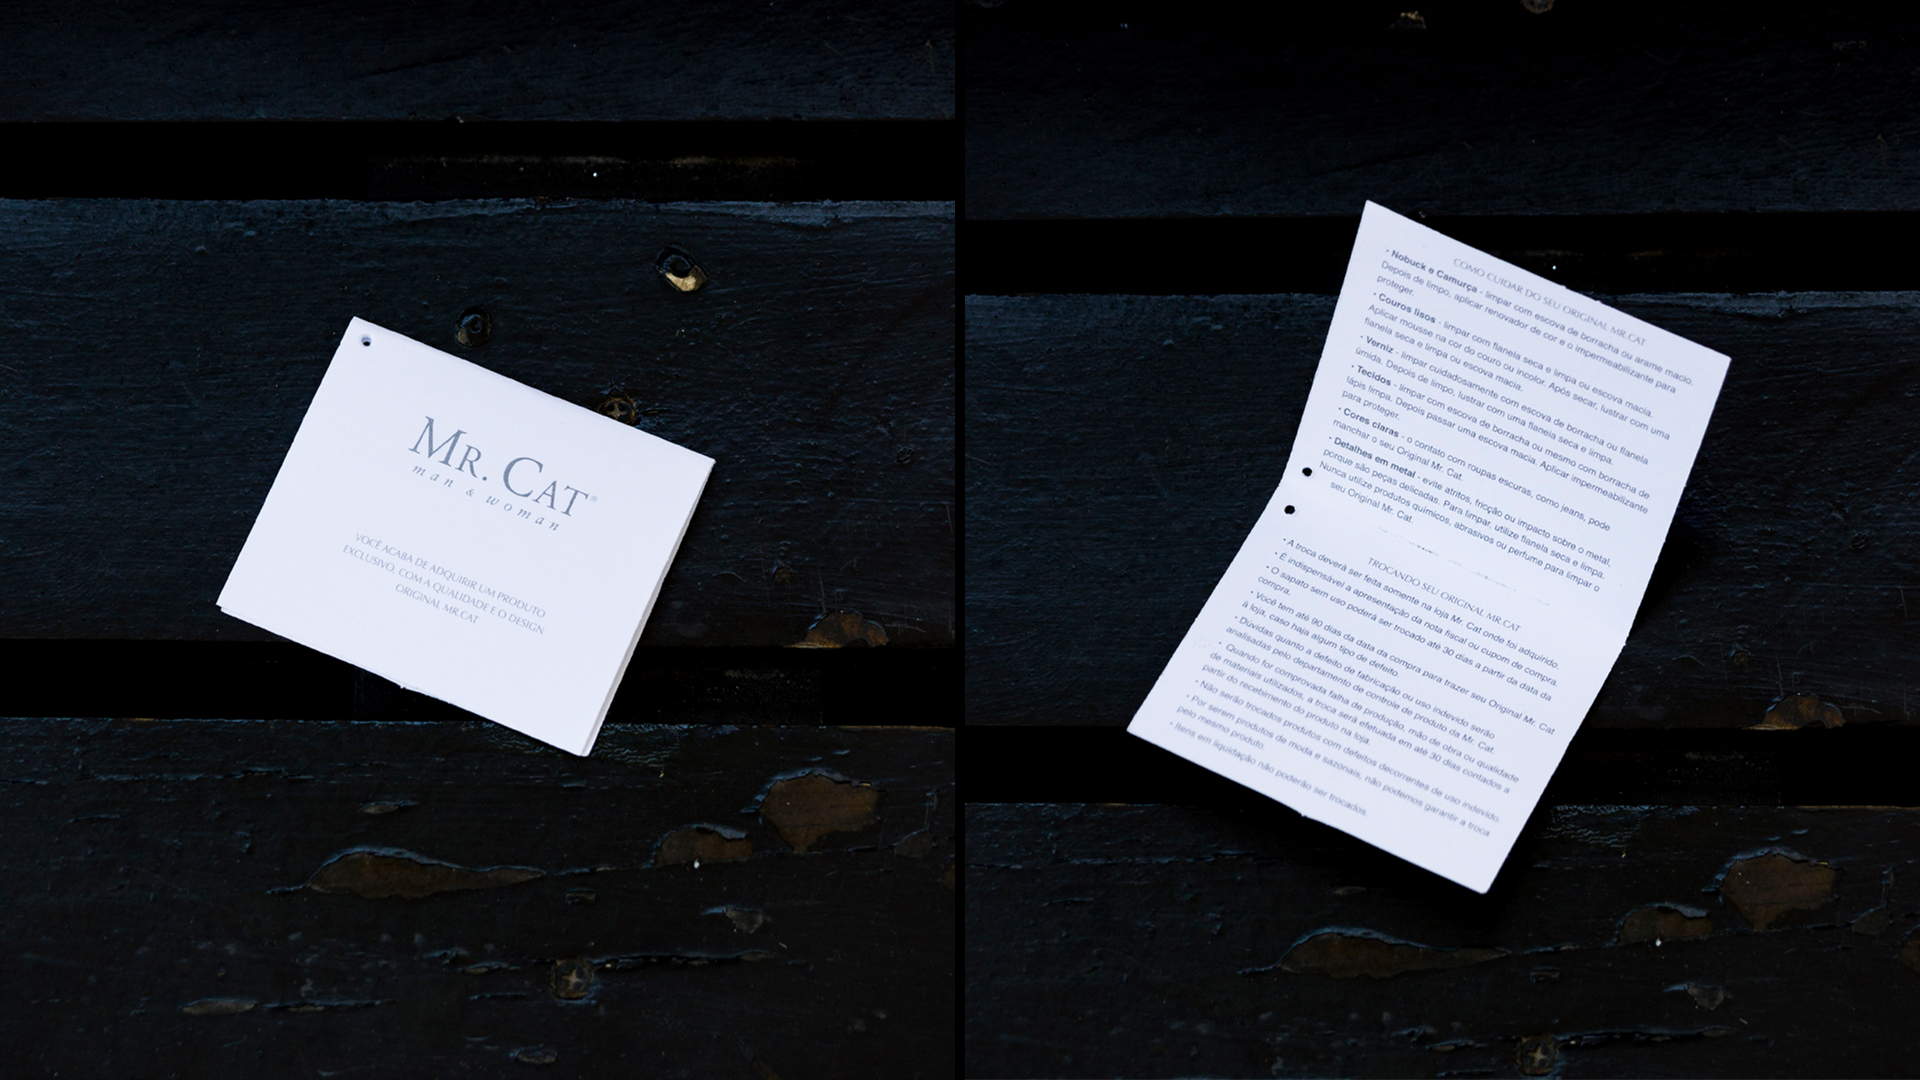 MR. CAT®
man & woman
VOCÊ ACABA DE ADQUIRIR UM PRODUTO
EXCLUSIVO, COM A QUALIDADE E O DESIGN
ORIGINAL MR.CAT
COMO CUIDAR DO SEU ORIGINAL MR.CAT
• Nobuck e Camurça - limpar com escova de borracha ou arame macio.
Depois de limpo, aplicar renovador de cor e o impermeabilizante para
proteger.
• Couros lisos - limpar com flanela seca e limpa ou escova macia.
Aplicar mousse na cor do couro ou incolor. Após secar, lustrar com uma
flanela seca e limpa ou escova macia.
• Verniz - limpar cuidadosamente com escova de borracha ou flanela
úmida. Depois de limpo, lustrar com uma flanela seca e limpa.
• Tecidos - limpar com escova de borracha ou mesmo com borracha de
lápis limpa. Depois passar uma escova macia. Aplicar impermeabilizante
para proteger.
• Cores claras - o contato com roupas escuras, como jeans, pode
manchar o seu Original Mr. Cat.
• Detalhes em metal - evite atritos, fricção ou impacto sobre o metal,
porque são peças delicadas. Para limpar, utilize flanela seca e limpa.
Nunca utilize produtos químicos, abrasivos ou perfume para limpar o
seu Original Mr. Cat.
TROCANDO SEU ORIGINAL MR.CAT
• A troca deverá ser feita somente na loja Mr. Cat onde foi adquirido.
• É indispensável a apresentação da nota fiscal ou cupom de compra.
• O sapato sem uso poderá ser trocado até 30 dias a partir da data da
compra.
• Você tem até 90 dias da data da compra para trazer seu Original Mr. Cat
à loja, caso haja algum tipo de defeito.
• Dúvidas quanto a defeito de fabricação ou uso indevido serão
analisadas pelo departamento de controle de produto da Mr. Cat.
• Quando for comprovada falha de produção, mão de obra ou qualidade
de materiais utilizados, a troca será efetuada em até 30 dias contados a
partir do recebimento do produto na loja.
• Não serão trocados produtos com defeitos decorrentes de uso indevido.
• Por serem produtos de moda e sazonais, não podemos garantir a troca
pelo mesmo produto.
• Itens em liquidação não poderão ser trocados.